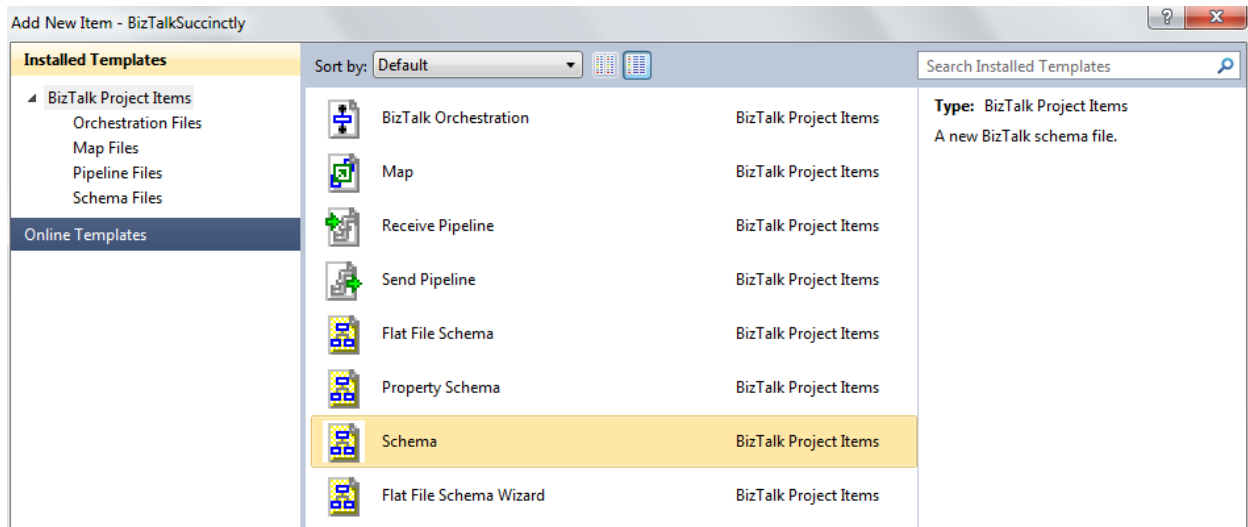 Add New Item - BizTalkSuccinctly
Installed Templates
BizTalk Project Items
Orchestration Files
Map Files
Pipeline Files
Schema Files
Online Templates
Sort by: Default
BizTalk Orchestration BizTalk Project Items
Map BizTalk Project Items
Receive Pipeline BizTalk Project Items
Send Pipeline BizTalk Project Items
Flat File Schema BizTalk Project Items
Property Schema BizTalk Project Items
Schema BizTalk Project Items
Flat File Schema Wizard BizTalk Project Items
Search Installed Templates
Type: BizTalk Project Items
A new BizTalk schema file.